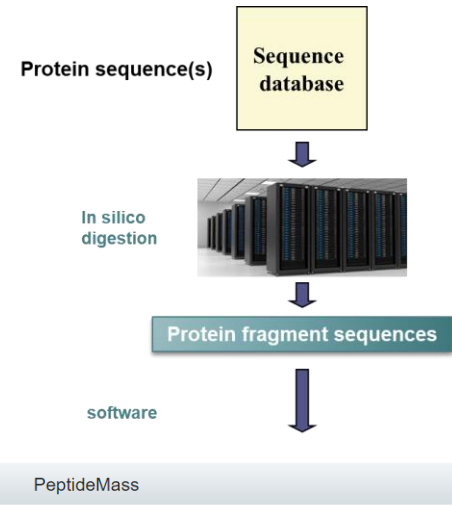 Protein sequence(s)
Sequence
database
In silico
digestion
Protein fragment sequences
software
PeptideMass